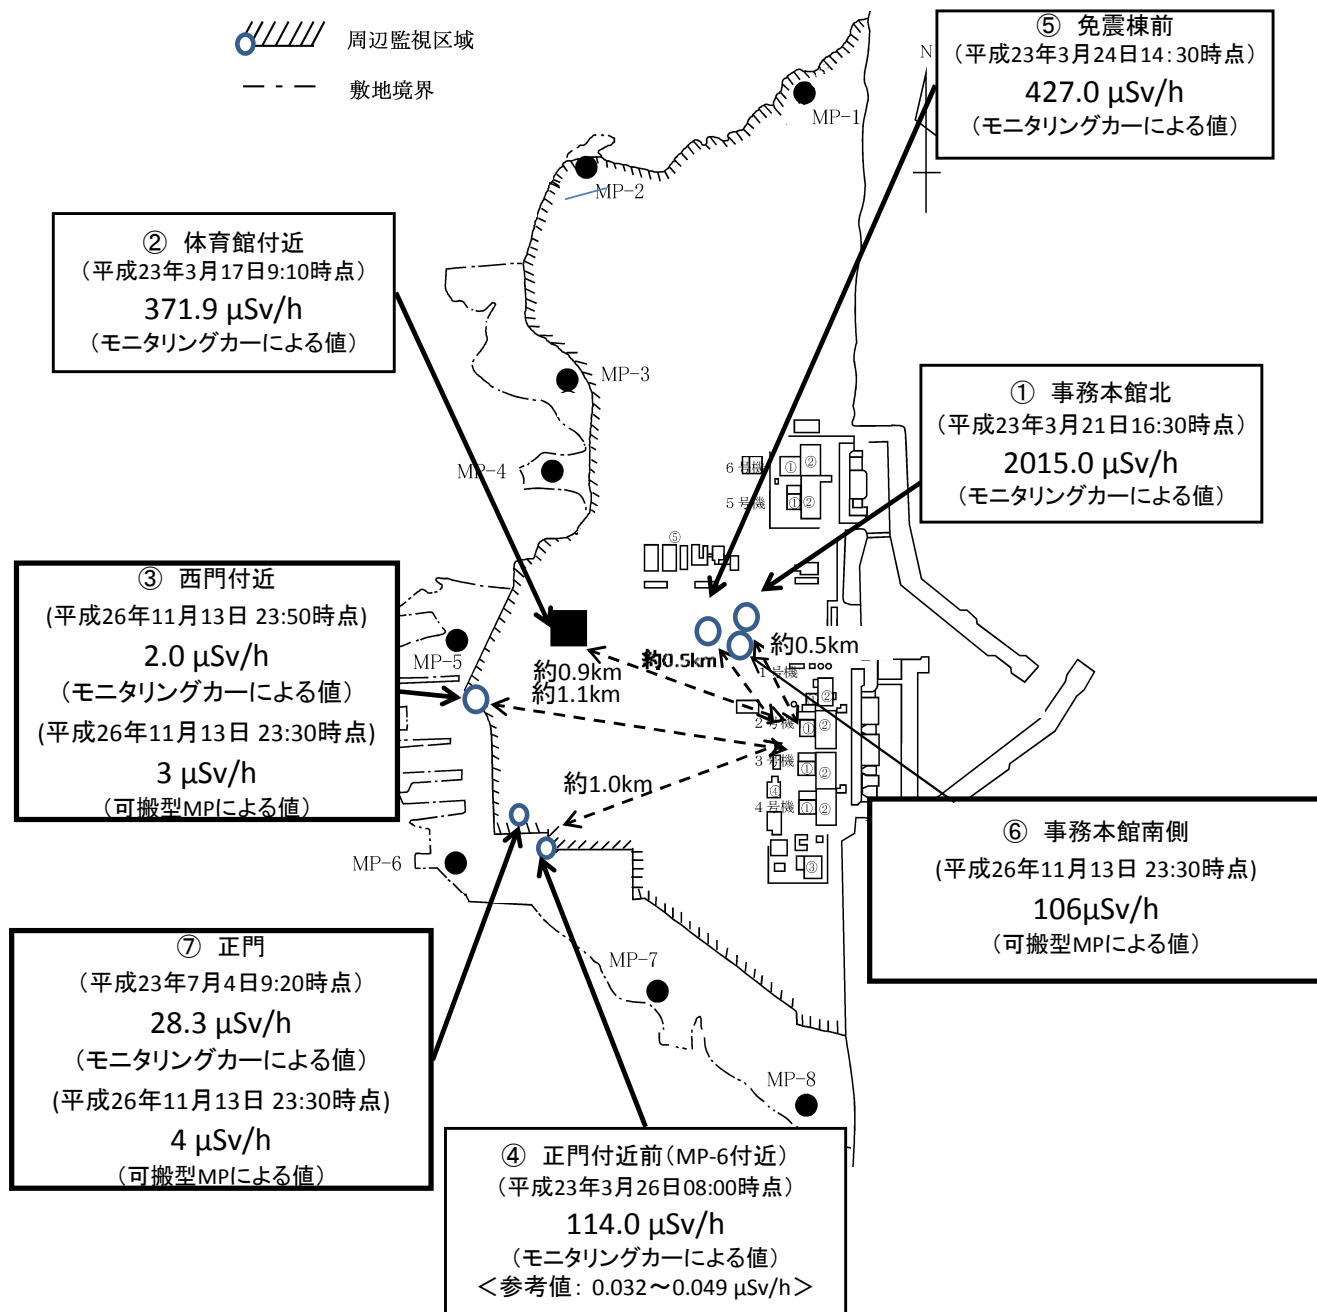 周辺監視区域
敷地境界
⑤ 免震棟前
(平成23年3月24日14:30時点)
427.0 μSv/h
(モニタリングカーによる値)
N
MP-1
MP-2
② 体育館付近
(平成23年3月17日9:10時点)
371.9 μSv/h
(モニタリングカーによる値)
MP-3
MP-4
① 事務本館北
(平成23年3月21日16:30時点)
2015.0 μSv/h
(モニタリングカーによる値)
6号機
① ②
5号機
① ②
⑤
③ 西門付近
(平成26年11月13日 23:50時点)
2.0 μSv/h
(モニタリングカーによる値)
(平成26年11月13日 23:30時点)
3 μSv/h
(可搬型MPによる値)
MP-5
約0.9km
約1.1km
約0.5km
約0.5km
1号機
②
2号機
① ②
3号機
① ②
④
4号機
① ②
③
約1.0km
MP-6
⑥ 事務本館南側
(平成26年11月13日 23:30時点)
106μSv/h
(可搬型MPによる値)
⑦ 正門
(平成23年7月4日9:20時点)
28.3 μSv/h
(モニタリングカーによる値)
(平成26年11月13日 23:30時点)
4 μSv/h
(可搬型MPによる値)
MP-7
MP-8
④ 正門付近前(MP-6付近)
(平成23年3月26日08:00時点)
114.0 μSv/h
(モニタリングカーによる値)
<参考値: 0.032～0.049 μSv/h>